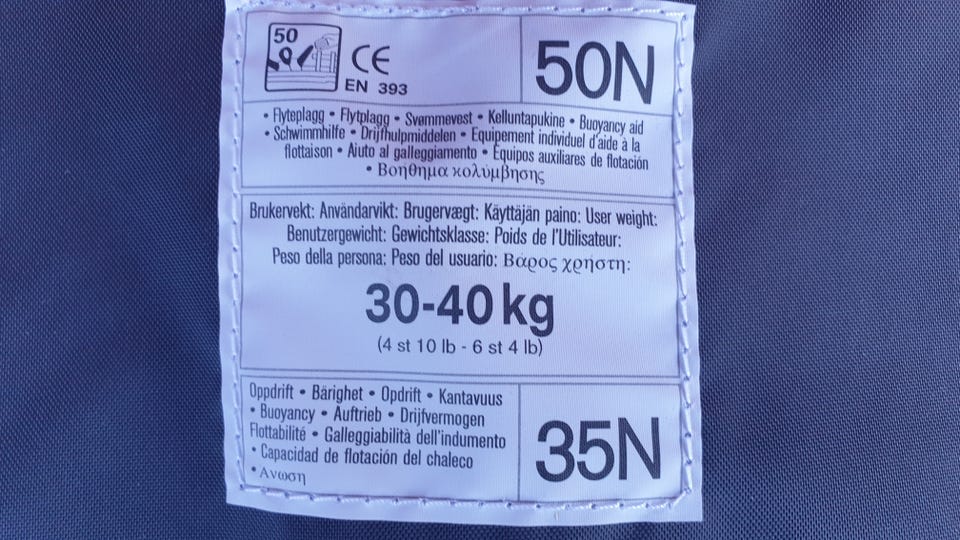 50
CE
EN 393
50N
• Flyteplagg • Flytplagg • Svømmevest • Kelluntapukine • Buoyancy aid
• Schwimmhilfe • Drijfhulpmiddelen • Equipement individuel d'aide à la
flottaison • Aiuto al galleggiamento • Equipos auxiliares de flotación
• Βοηθημα κολύμβησης
Brukervekt: Användarvikt: Brugervægt: Käyttäjän paino: User weight:
Benutzergewicht: Gewichtsklasse: Poids de l'Utilisateur:
Peso della persona: Peso del usuario: Βάρος χρήστη:
30-40 kg
(4 st 10 lb - 6 st 4 lb)
Oppdrift • Bärighet • Opdrift • Kantavuus
• Buoyancy • Auftrieb • Drijfvermogen
Flottabilité • Galleggiabilità dell'indumento
• Capacidad de flotación del chaleco
• Ανωση
35N